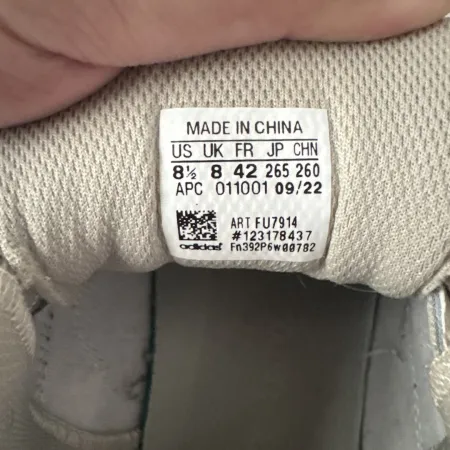 MADE IN CHINA
US UK FR JP CHN
8½ 8 42 265 260
APC 011001 09/22
ART FU7914
#123178437
adidas Fn392P6w00782